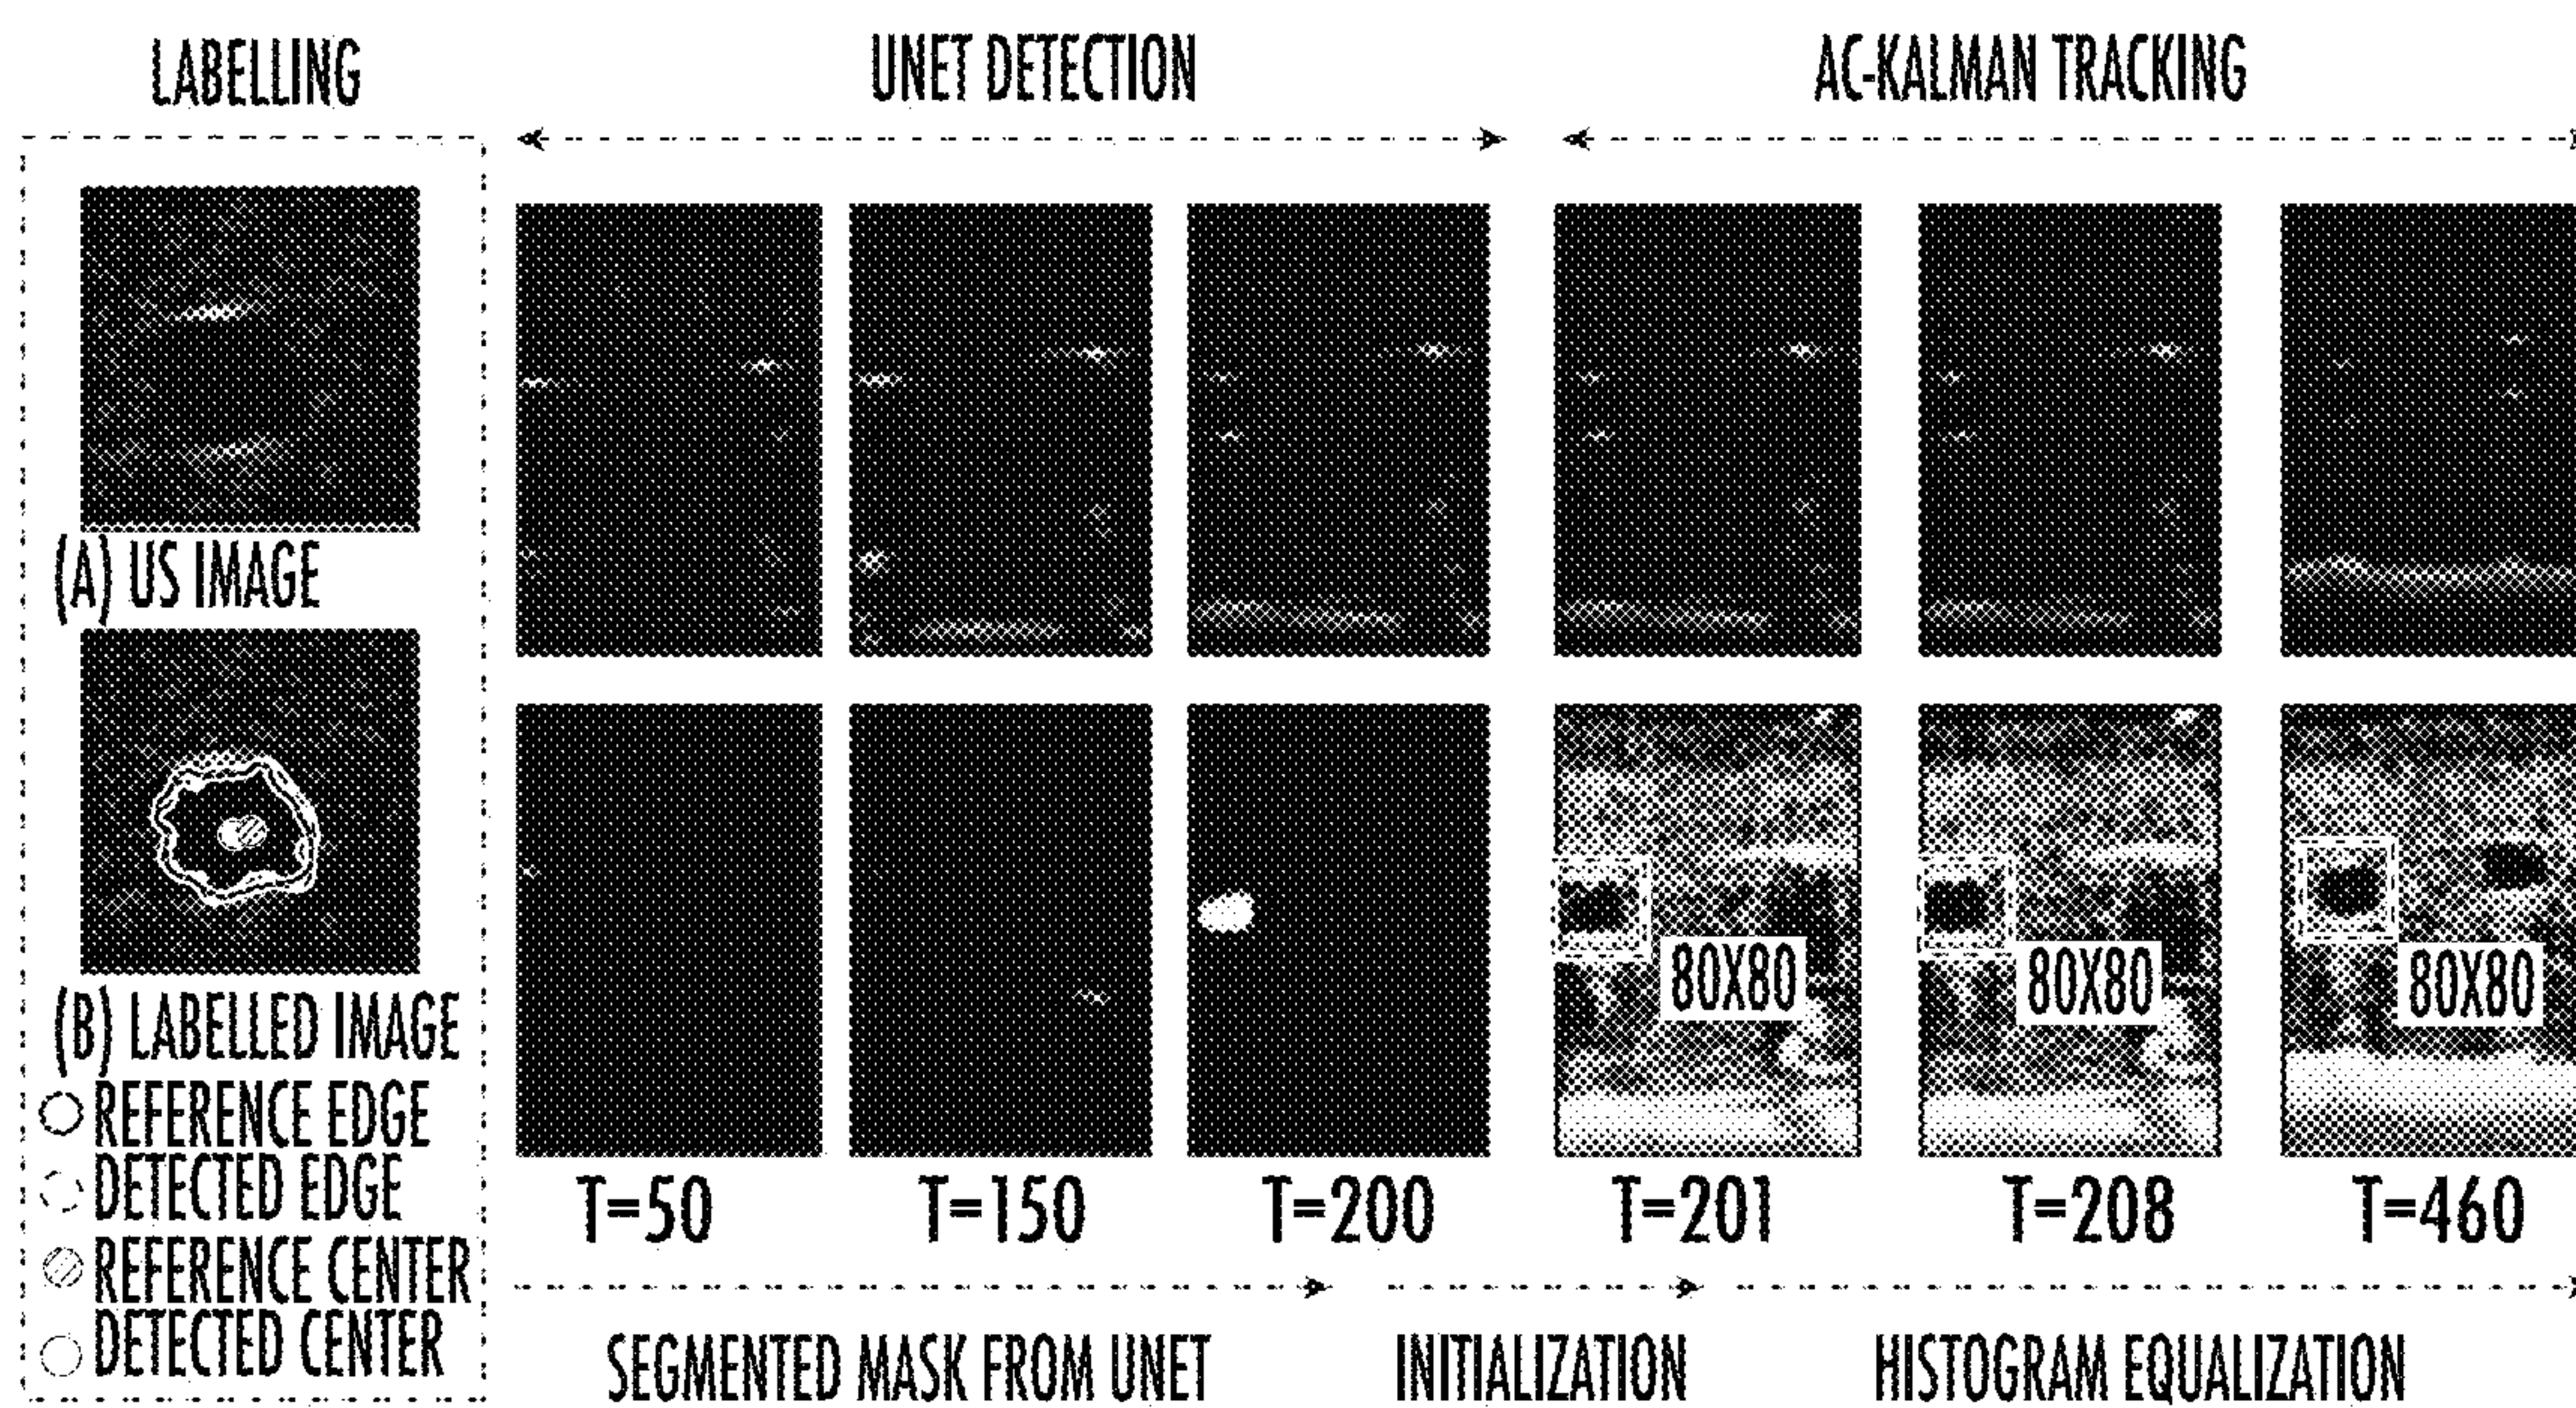 LABELLING
UNET DETECTION
AC-KALMAN TRACKING
(A) US IMAGE
(B) LABELLED IMAGE
REFERENCE EDGE
DETECTED EDGE
REFERENCE CENTER
DETECTED CENTER
80X80
80X80
80X80
T=50
T=150
T=200
T=201
T=208
T=460
SEGMENTED MASK FROM UNET
INITIALIZATION
HISTOGRAM EQUALIZATION